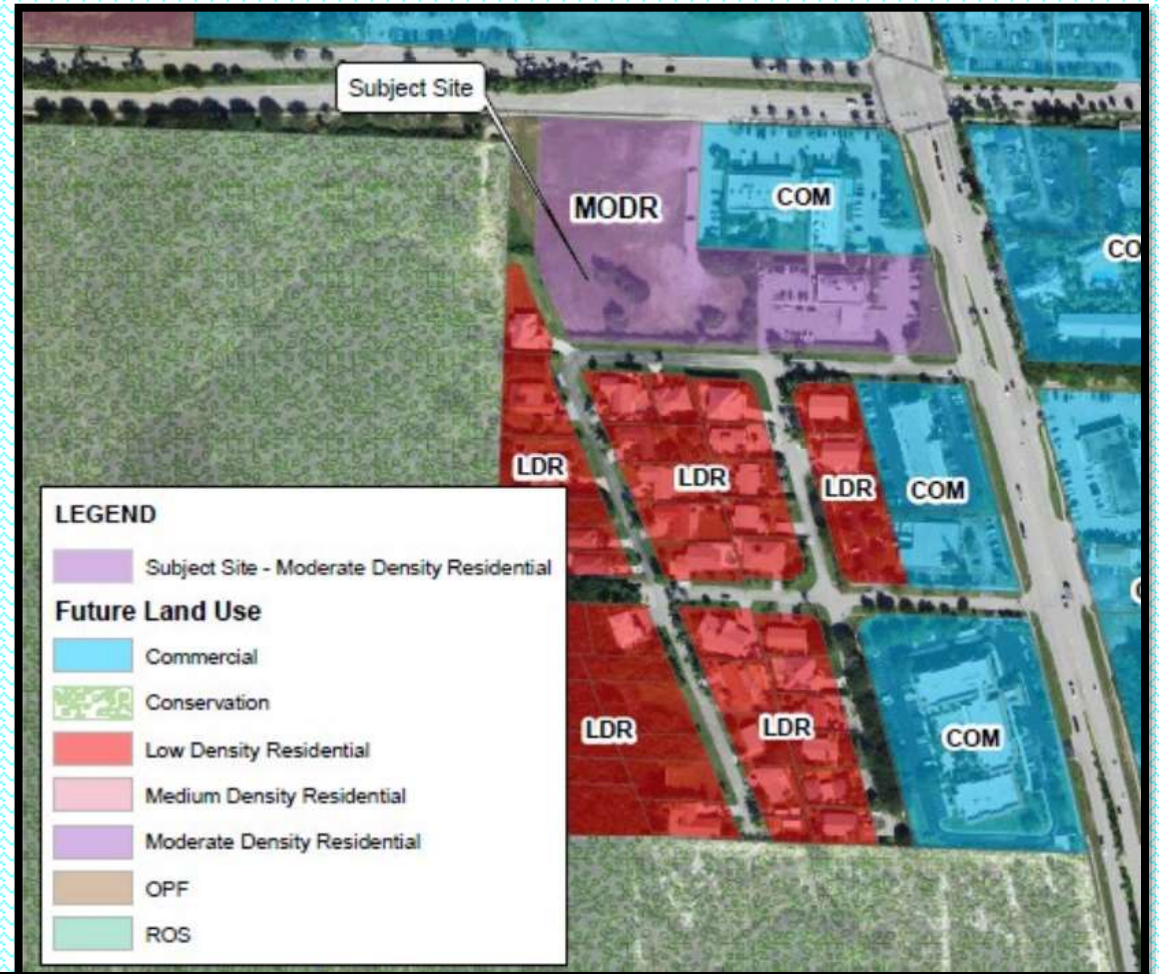 Subject Site
MODR
COM
CO
LDR
LDR
LDR
COM
LDR
LDR
COM
LEGEND
Subject Site - Moderate Density Residential
Future Land Use
Commercial
Conservation
Low Density Residential
Medium Density Residential
Moderate Density Residential
OPF
ROS